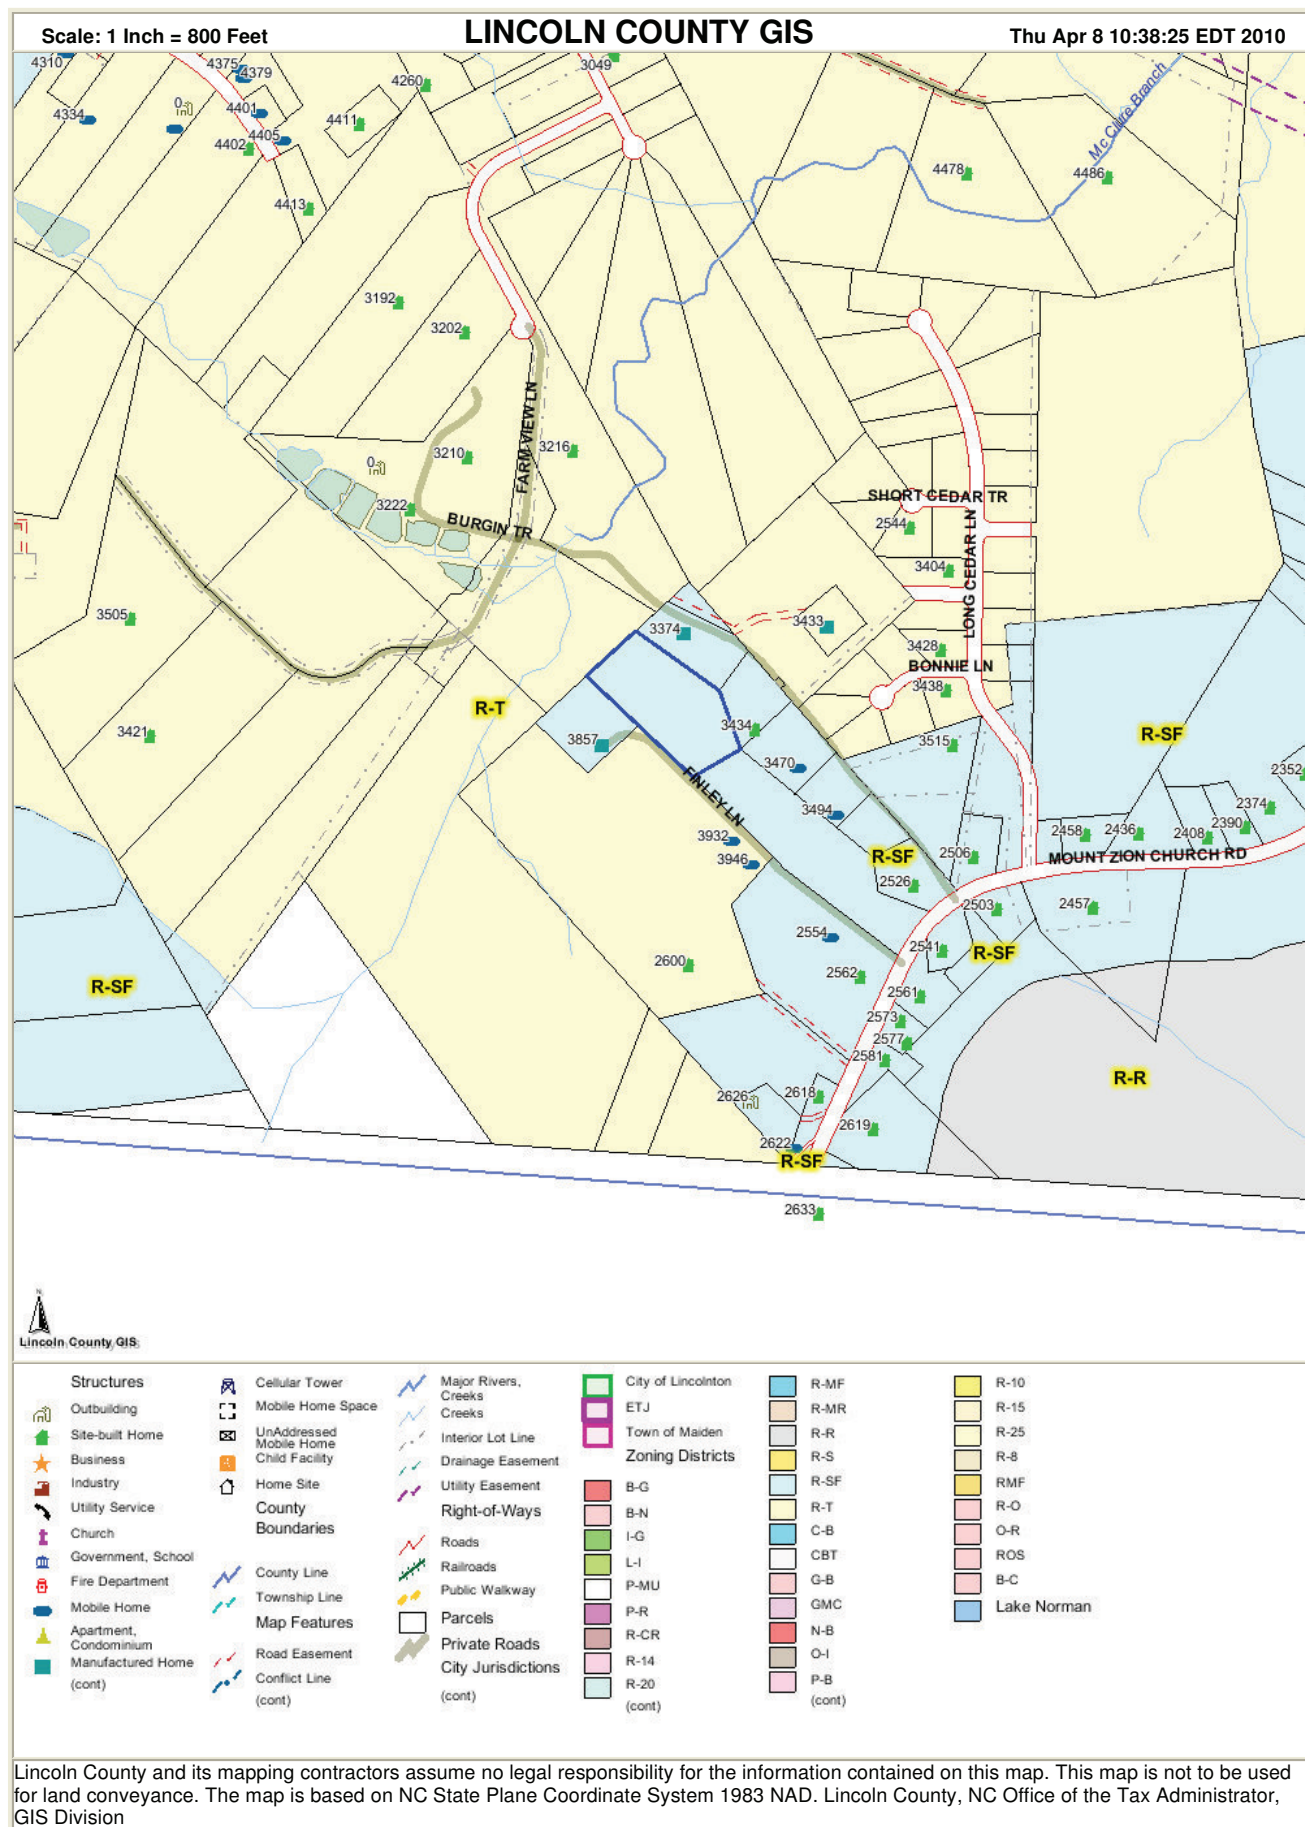 Scale: 1 Inch = 800 Feet
LINCOLN COUNTY GIS
Thu Apr 8 10:38:25 EDT 2010
4310
4375
4379
4260
3049
4334
0
4401
4411
4405
4402
4413
McClure Branch
4478
4486
3192
3202
FARM VIEW LN
3216
3210
0
3222
BURGIN TR
SHORT CEDAR TR
2544
LONG CEDAR LN
3404
3505
3374
3433
3428
BONNIE LN
3438
R-T
3421
3857
3434
3515
R-SF
3470
2352
FINLEY LN
3494
2374
2390
3932
2458
2436
2408
3946
R-SF
2506
MOUNT ZION CHURCH RD
2526
2503
2457
2554
2541
R-SF
2600
2562
R-SF
2561
2573
2577
2581
R-R
2626
2618
2619
2622
R-SF
2633
N
Lincoln County GIS
Structures
Outbuilding
Site-built Home
Business
Industry
Utility Service
Church
Government, School
Fire Department
Mobile Home
Apartment,
Condominium
Manufactured Home
(cont)
Cellular Tower
Mobile Home Space
UnAddressed
Mobile Home
Child Facility
Home Site
County
Boundaries
County Line
Township Line
Map Features
Road Easement
Conflict Line
(cont)
Major Rivers,
Creeks
Creeks
Interior Lot Line
Drainage Easement
Utility Easement
Right-of-Ways
Roads
Railroads
Public Walkway
Parcels
Private Roads
City Jurisdictions
(cont)
City of Lincolnton
ETJ
Town of Maiden
Zoning Districts
B-G
B-N
I-G
L-I
P-MU
P-R
R-CR
R-14
R-20
(cont)
R-MF
R-MR
R-R
R-S
R-SF
R-T
C-B
CBT
G-B
GMC
N-B
O-I
P-B
(cont)
R-10
R-15
R-25
R-8
RMF
R-O
O-R
ROS
B-C
Lake Norman
Lincoln County and its mapping contractors assume no legal responsibility for the information contained on this map. This map is not to be used
for land conveyance. The map is based on NC State Plane Coordinate System 1983 NAD. Lincoln County, NC Office of the Tax Administrator,
GIS Division